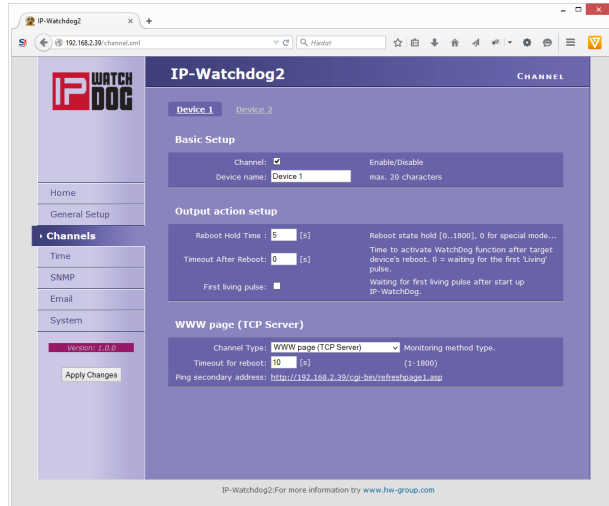 IP-Watchdog2
192.168.2.39/channel.xml
Hledat
IP WATCH DOG
IP-Watchdog2
CHANNEL
Device 1 Device 2
Basic Setup
Channel: Enable/Disable
Device name: Device 1 max. 20 characters
Home
General Setup
Channels
Time
SNMP
Email
System
Version: 1.0.0
Apply Changes
Output action setup
Reboot Hold Time : 5 [s] Reboot state hold [0..1800], 0 for special mode...
Timeout After Reboot: 0 [s] Time to activate WatchDog function after target
device's reboot. 0 = waiting for the first 'Living'
pulse.
First living pulse: Waiting for first living pulse after start up
IP-WatchDog.
WWW page (TCP Server)
Channel Type: WWW page (TCP Server) Monitoring method type.
Timeout for reboot: 10 [s] (1-1800)
Ping secondary address: http://192.168.2.39/cgi-bin/refreshpage1.asp
IP-Watchdog2:For more information try www.hw-group.com